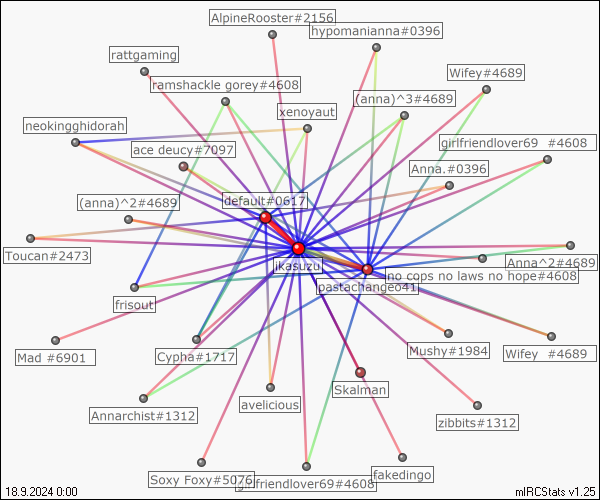 AlpineRooster#2156
hypomanianna#0396
rattgaming
Wifey#4689
ramshackle gorey#4608
(anna)^3#4689
xenoyaut
neokingghidorah
girlfriendlover69 #4608
ace deucy#7097
Anna.#0396
default#0617
(anna)^2#4689
Toucan#2473
Anna^2#4689
ikasuzu
no cops no laws no hope#4608
pastachangeo41
frisout
Mushy#1984
Wifey #4689
Mad #6901
Cypha#1717
Skalman
avelicious
Annarchist#1312
zibbits#1312
fakedingo
Soxy Foxy#5076
girlfriendlover69#4608
18.9.2024 0:00
mIRCStats v1.25